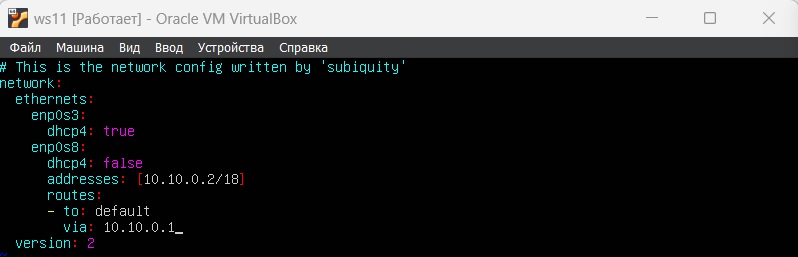 ws11 [Работает] - Oracle VM VirtualBox
Файл Машина Вид Ввод Устройства Справка
# This is the network config written by 'subiquity'
network:
  ethernets:
    enp0s3:
      dhcp4: true
    enp0s8:
      dhcp4: false
      addresses: [10.10.0.2/18]
      routes:
      - to: default
        via: 10.10.0.1_
  version: 2
~